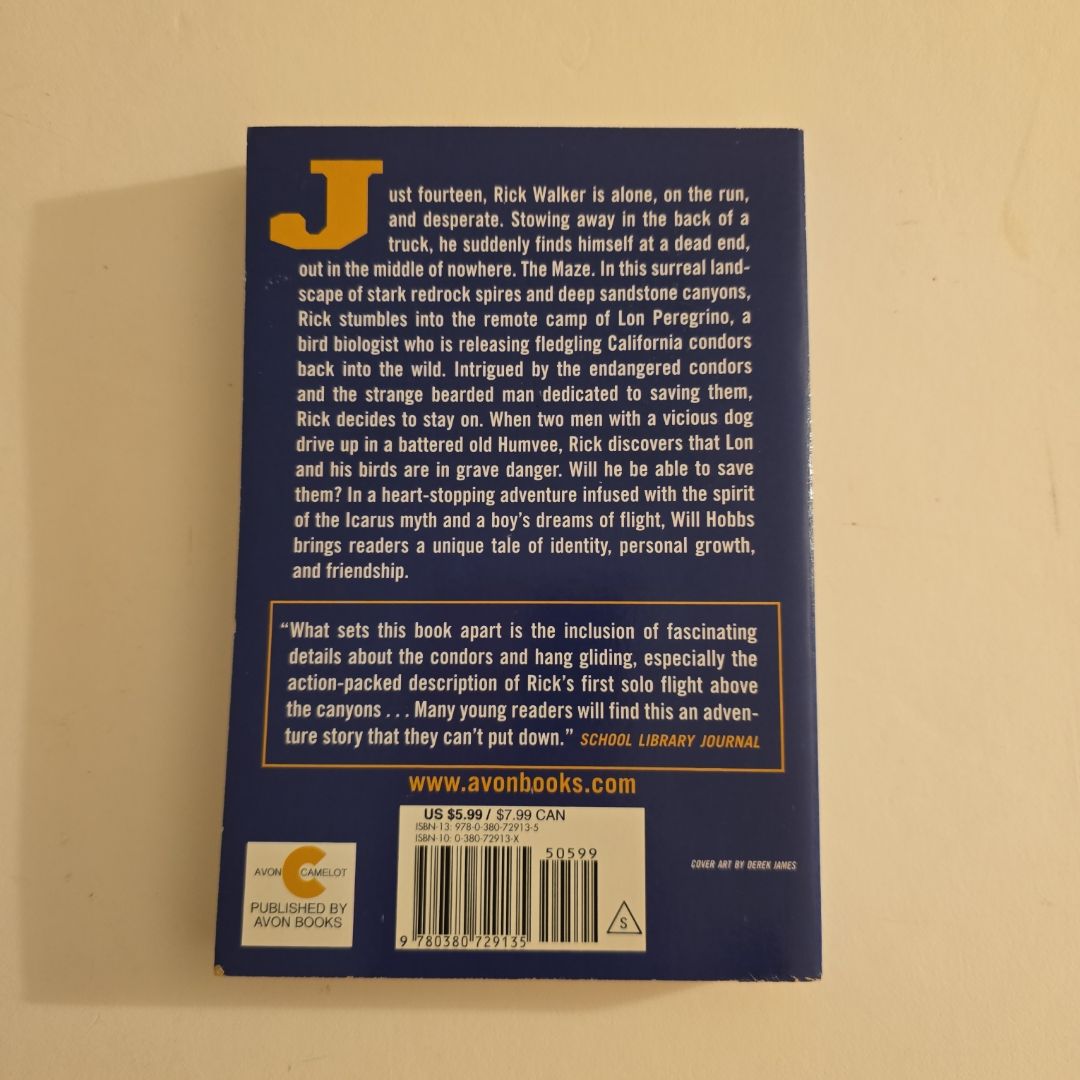 Just fourteen, Rick Walker is alone, on the run,
and desperate. Stowing away in the back of a
truck, he suddenly finds himself at a dead end,
out in the middle of nowhere. The Maze. In this surreal land-
scape of stark redrock spires and deep sandstone canyons,
Rick stumbles into the remote camp of Lon Peregrino, a
bird biologist who is releasing fledgling California condors
back into the wild. Intrigued by the endangered condors
and the strange bearded man dedicated to saving them,
Rick decides to stay on. When two men with a vicious dog
drive up in a battered old Humvee, Rick discovers that Lon
and his birds are in grave danger. Will he be able to save
them? In a heart-stopping adventure infused with the spirit
of the Icarus myth and a boy's dreams of flight, Will Hobbs
brings readers a unique tale of identity, personal growth,
and friendship.
“What sets this book apart is the inclusion of fascinating
details about the condors and hang gliding, especially the
action-packed description of Rick's first solo flight above
the canyons . . . Many young readers will find this an adven-
ture story that they can't put down.” SCHOOL LIBRARY JOURNAL
www.avonbooks.com
US $5.99 / $7.99 CAN
ISBN-13: 978-0-380-72913-5
ISBN-10: 0-380-72913-X
50599
9 780380 729135
S
AVON CAMELOT
PUBLISHED BY
AVON BOOKS
COVER ART BY DEREK JAMES